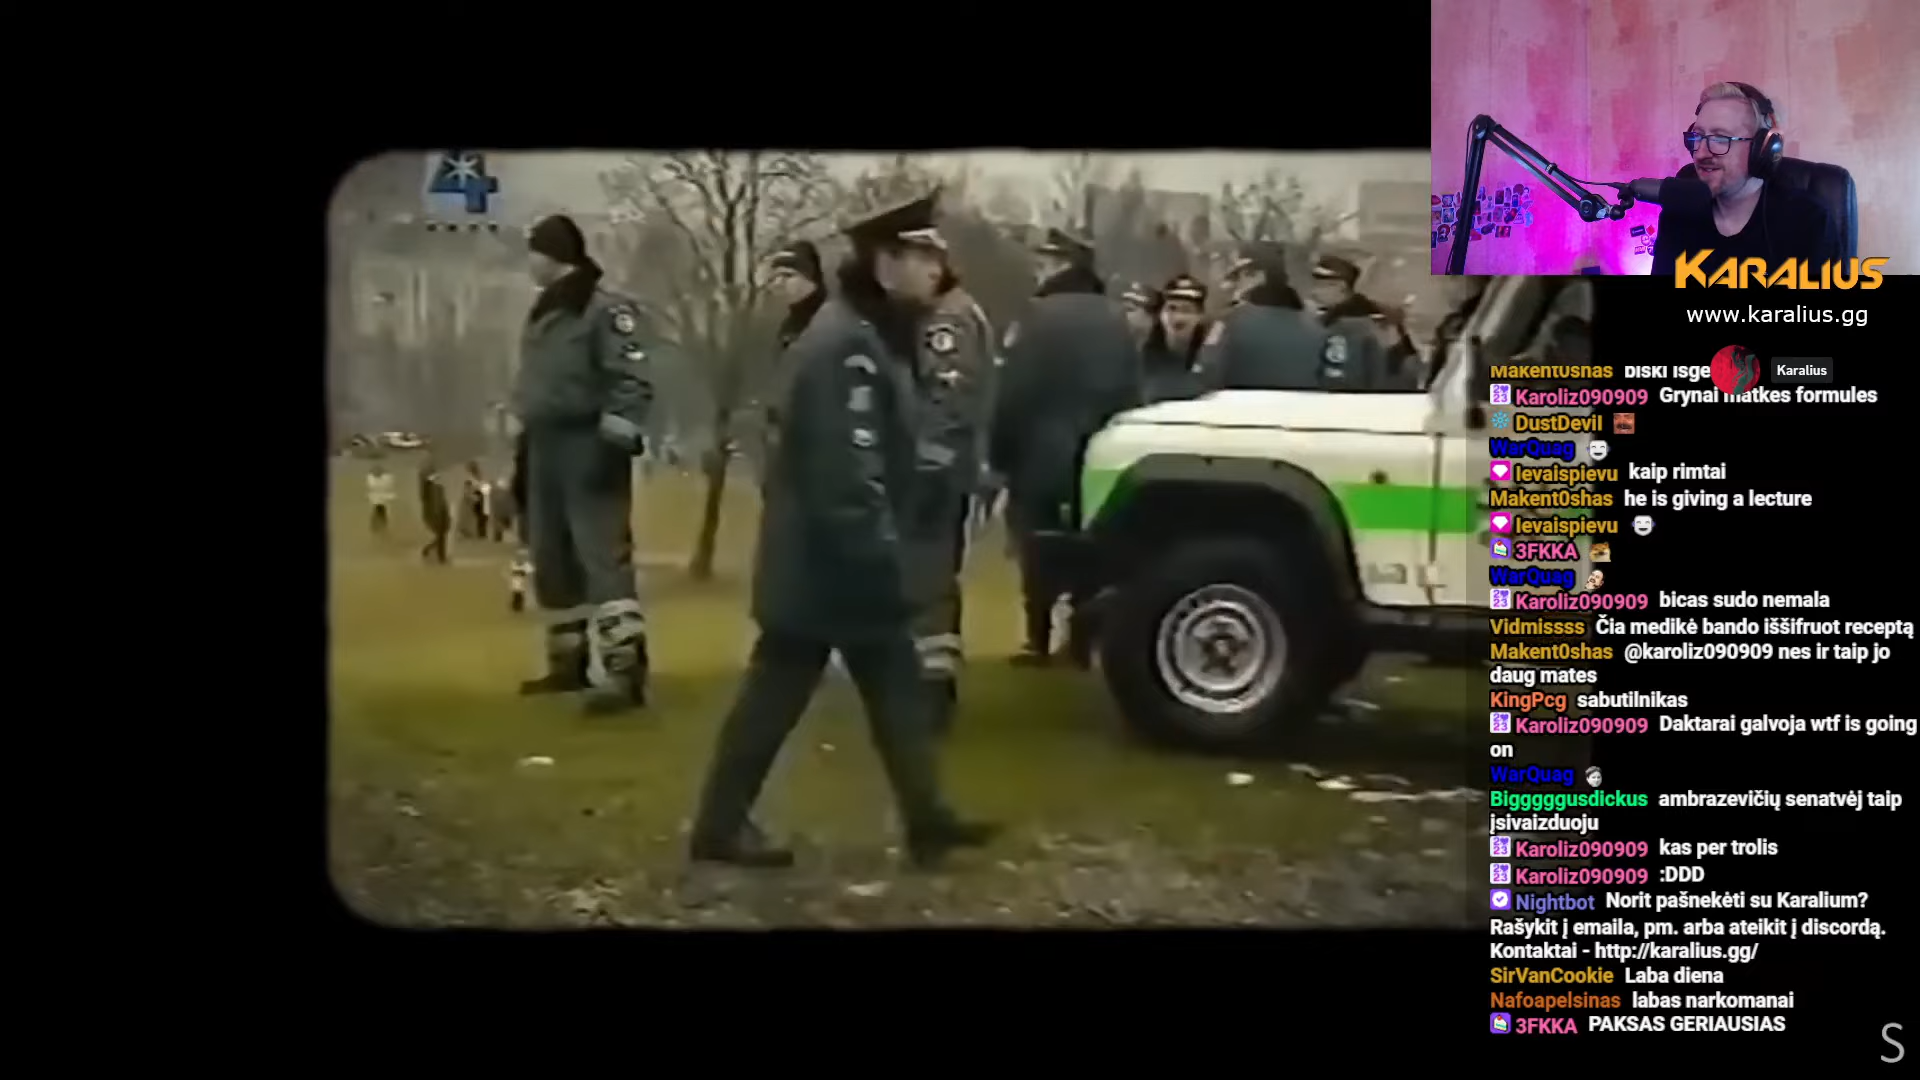 4
KARALIUS
www.karalius.gg
Makent0shas biski išge
Karalius
Karoliz090909 Grynai matkes formules
DustDevil
WarQuag
Ievaispievu kaip rimtai
Makent0shas he is giving a lecture
Ievaispievu
3FKKA
WarQuag
Karoliz090909 bicas sudo nemala
Vidmissss Čia medikė bando iššifruot receptą
Makent0shas @karoliz090909 nes ir taip jo
daug mates
KingPcg sabutilnikas
Karoliz090909 Daktarai galvoja wtf is going
on
WarQuag
Bigggggusdickus ambrazevičių senatvėj taip
įsivaizduoju
Karoliz090909 kas per trolis
Karoliz090909 :DDD
Nightbot Norit pašnekėti su Karalium?
Rašykit į emaila, pm. arba ateikit į discordą.
Kontaktai - http://karalius.gg/
SirVanCookie Laba diena
Nafoapelsinas labas narkomanai
3FKKA PAKSAS GERIAUSIAS
S